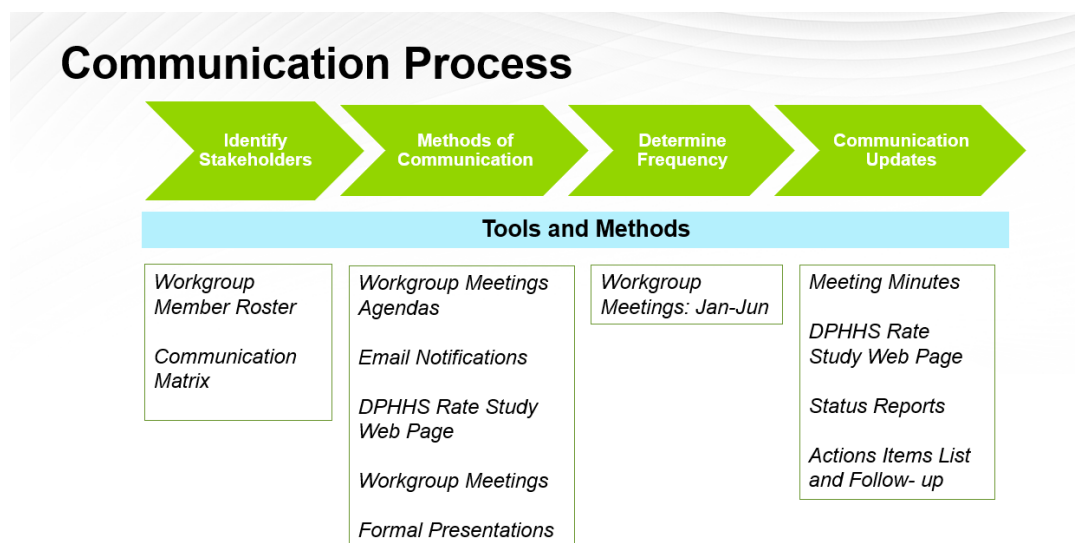 Communication Process
Identify
Stakeholders
Methods of
Communication
Determine
Frequency
Communication
Updates
Tools and Methods
Workgroup
Member Roster
Communication
Matrix
Workgroup Meetings
Agendas
Email Notifications
DPHHS Rate Study
Web Page
Workgroup Meetings
Formal Presentations
Workgroup
Meetings: Jan-Jun
Meeting Minutes
DPHHS Rate
Study Web Page
Status Reports
Actions Items List
and Follow- up